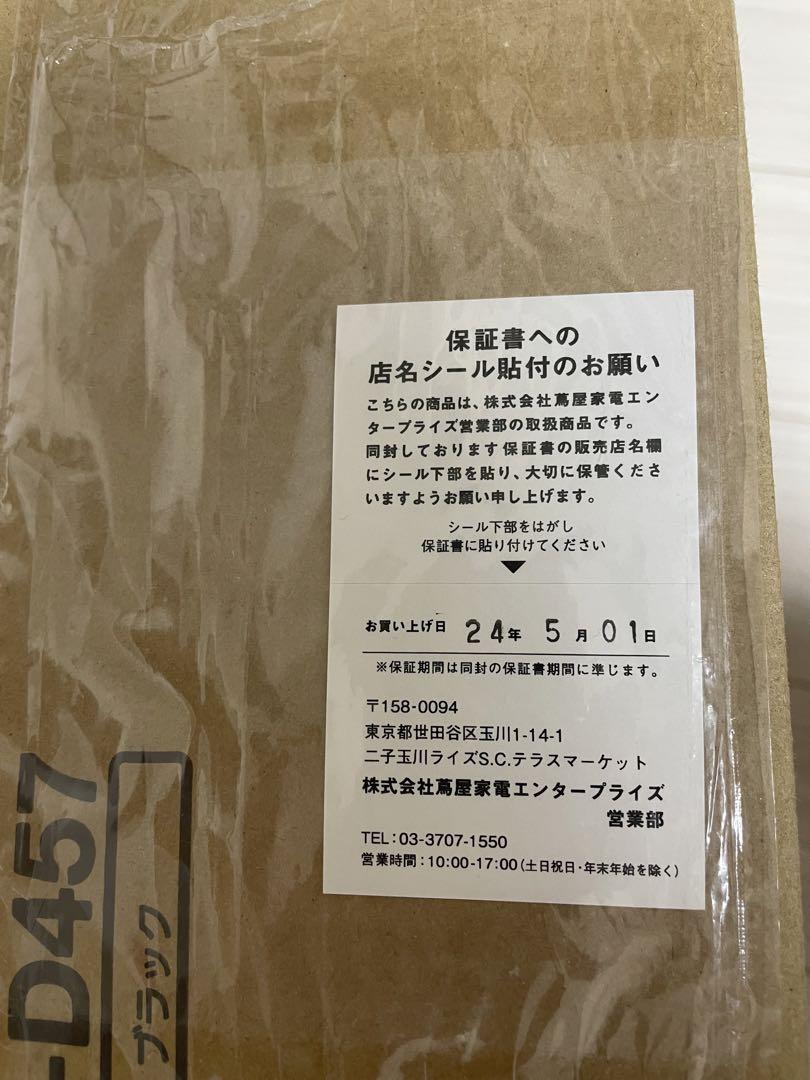 保証書への
店名シール貼付のお願い
こちらの商品は、株式会社蔦屋家電エン
タープライズ営業部の取扱商品です。
同封しております保証書の販売店名欄
にシール下部を貼り、大切に保管くださ
いますようお願い申し上げます。
シール下部をはがし
保証書に貼り付けてください
▼
お買い上げ日 24年 5月 01日
※保証期間は同封の保証書期間に準じます。
〒158-0094
東京都世田谷区玉川1-14-1
二子玉川ライズS.C.テラスマーケット
株式会社蔦屋家電エンタープライズ
営業部
TEL:03-3707-1550
営業時間:10:00-17:00(土日祝日・年末年始を除く)
-D457
ブラック